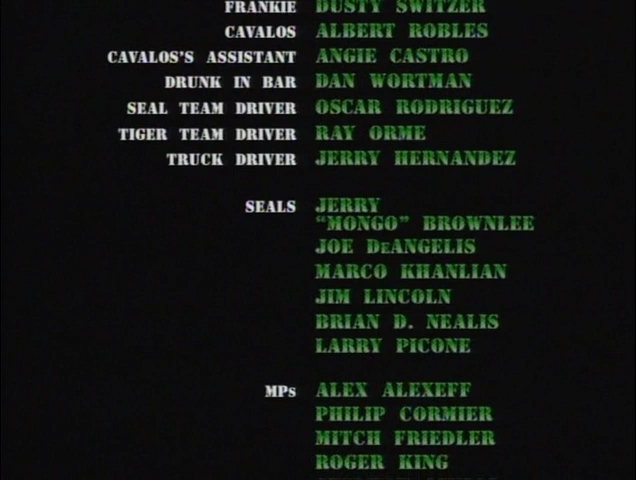 FRANKIE DUSTY SWITZER
CAVALOS ALBERT ROBLES
CAVALOS'S ASSISTANT ANGIE CASTRO
DRUNK IN BAR DAN WORTMAN
SEAL TEAM DRIVER OSCAR RODRIGUEZ
TIGER TEAM DRIVER RAY ORME
TRUCK DRIVER JERRY HERNANDEZ
SEALS JERRY
"MONGO" BROWNLEE
JOE DEANGELIS
MARCO KHANLIAN
JIM LINCOLN
BRIAN D. NEALIS
LARRY PICONE
MPs ALEX ALEXEFF
PHILIP CORMIER
MITCH FRIEDLER
ROGER KING